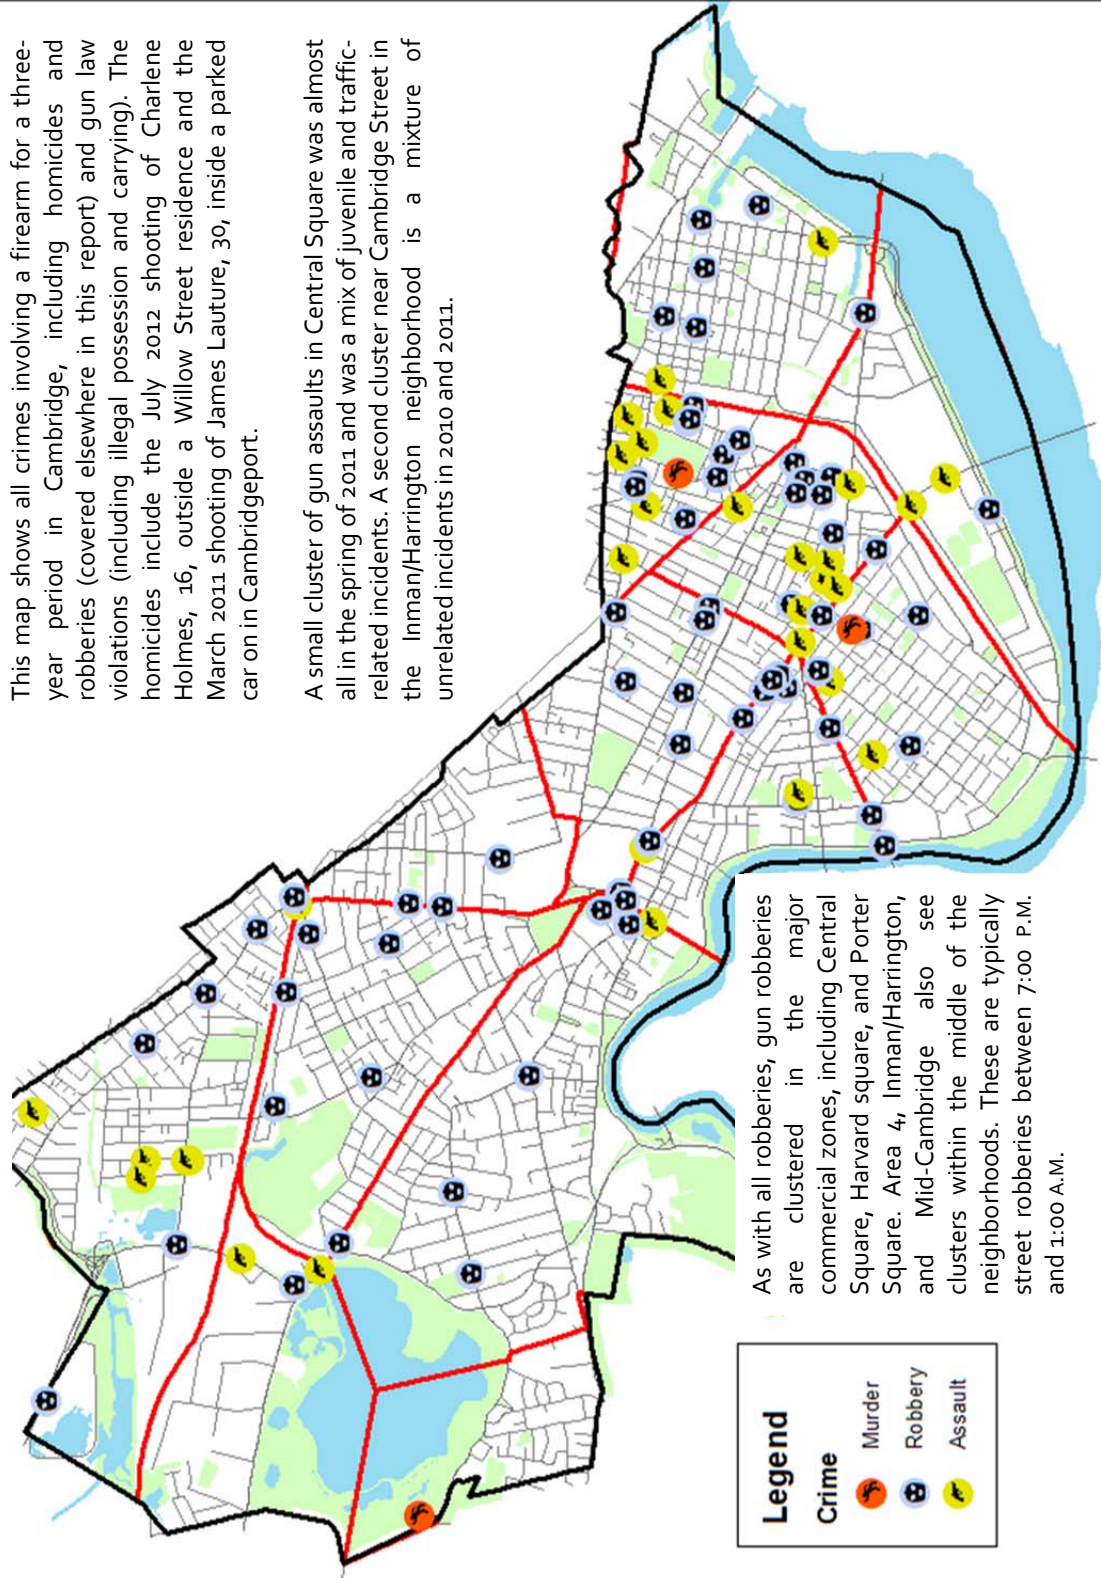 This map shows all crimes involving a firearm for a three-
year period in Cambridge, including homicides and
robberies (covered elsewhere in this report) and gun law
violations (including illegal possession and carrying). The
homicides include the July 2012 shooting of Charlene
Holmes, 16, outside a Willow Street residence and the
March 2011 shooting of James Lauture, 30, inside a parked
car on in Cambridgeport.
A small cluster of gun assaults in Central Square was almost
all in the spring of 2011 and was a mix of juvenile and traffic-
related incidents. A second cluster near Cambridge Street in
the Inman/Harrington neighborhood is a mixture of
unrelated incidents in 2010 and 2011.
As with all robberies, gun robberies
are clustered in the major
commercial zones, including Central
Square, Harvard square, and Porter
Square. Area 4, Inman/Harrington,
and Mid-Cambridge also see
clusters within the middle of the
neighborhoods. These are typically
street robberies between 7:00 P.M.
and 1:00 A.M.
Legend
Crime
Murder
Robbery
Assault